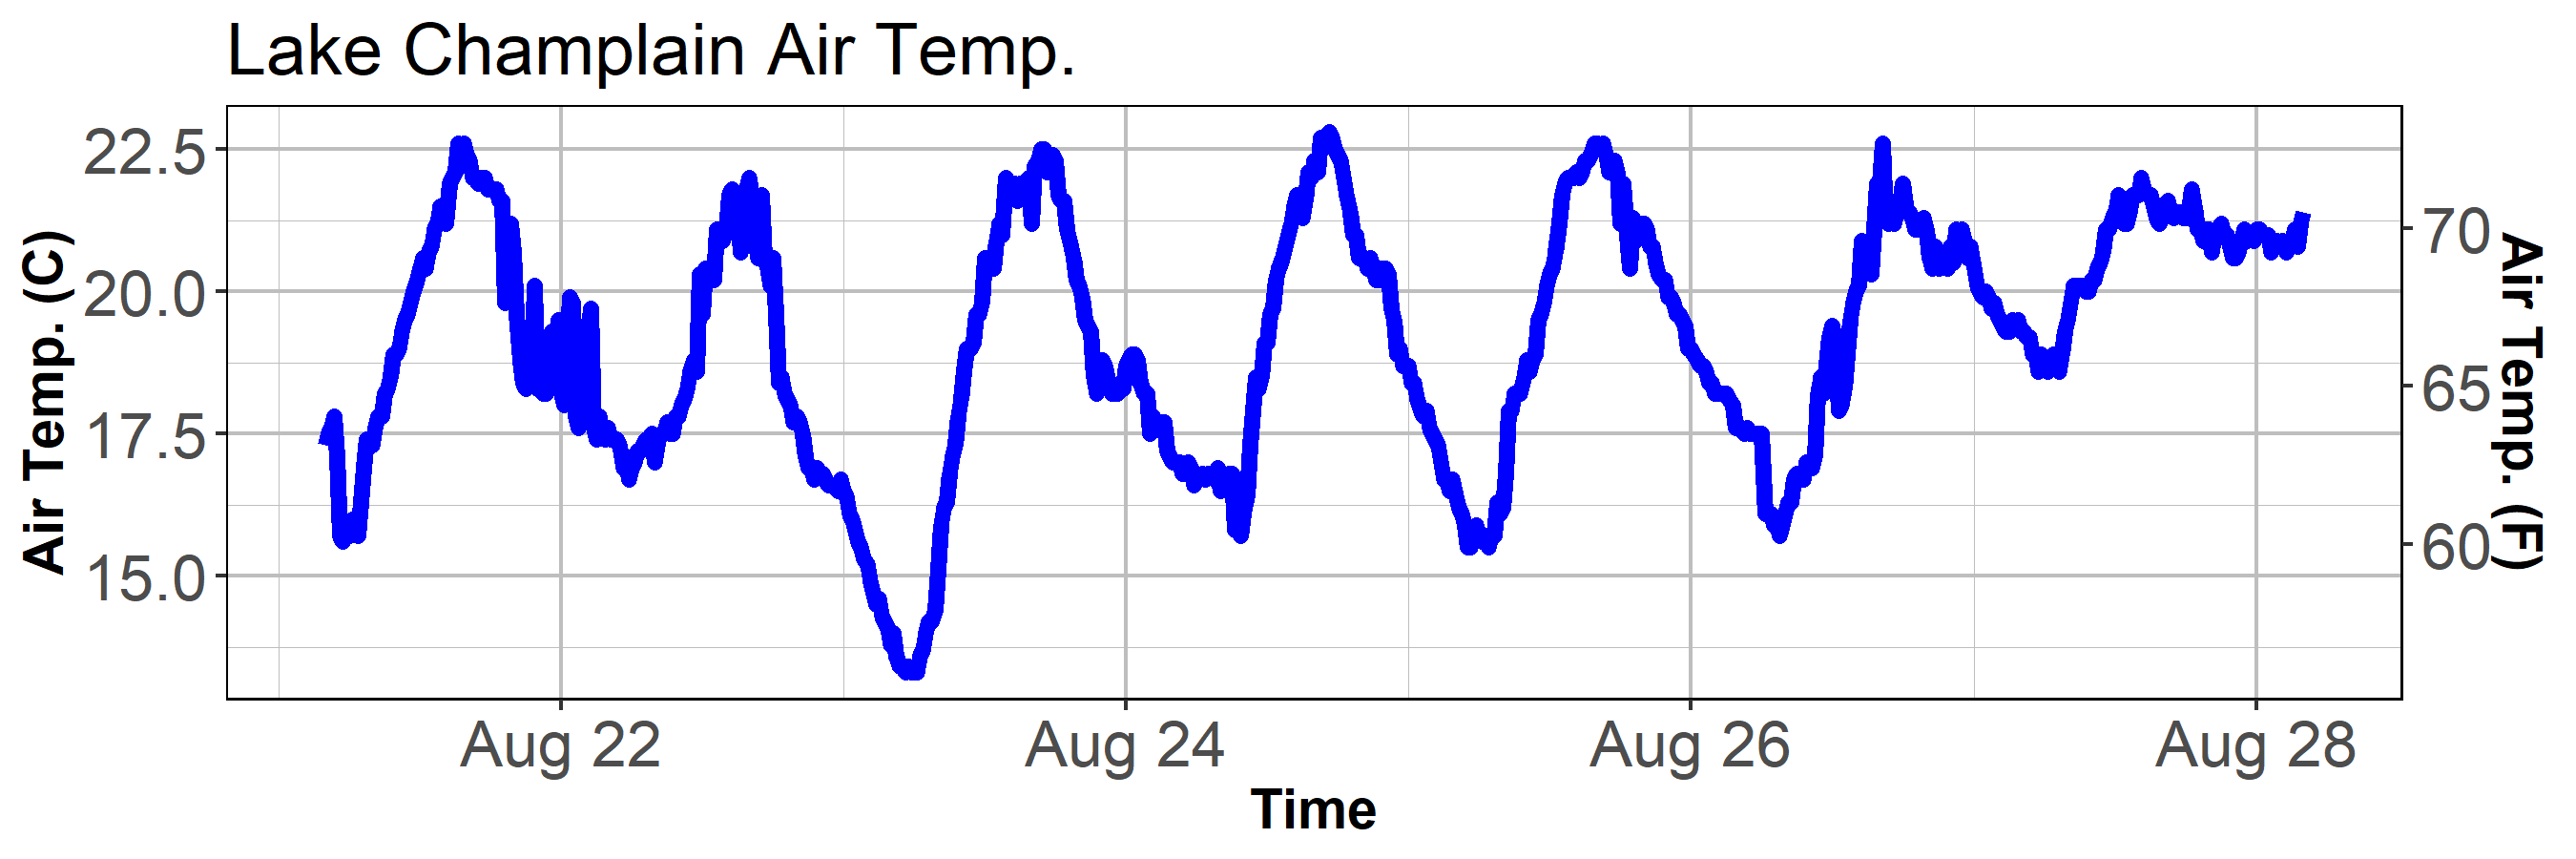 Lake Champlain Air Temp.
Air Temp. (C)
22.5
20.0
17.5
15.0
70
65
60
Air Temp. (F)
Aug 22
Aug 24
Aug 26
Aug 28
Time